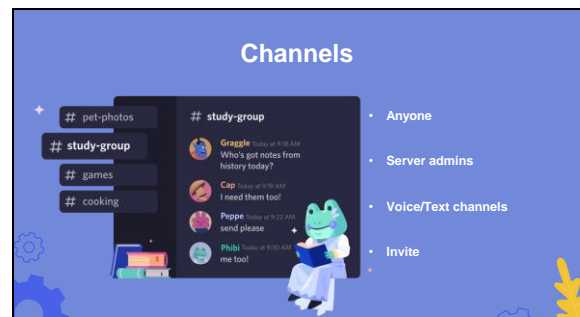 Channels
# pet-photos
# study-group
# games
# cooking
# study-group
Graggle Today at 9:18 AM
Who's got notes from
history today?
Cap Today at 9:19 AM
I need them too!
Peppe Today at 9:22 AM
send please
Phibi Today at 9:30 AM
me too!
• Anyone
• Server admins
• Voice/Text channels
• Invite